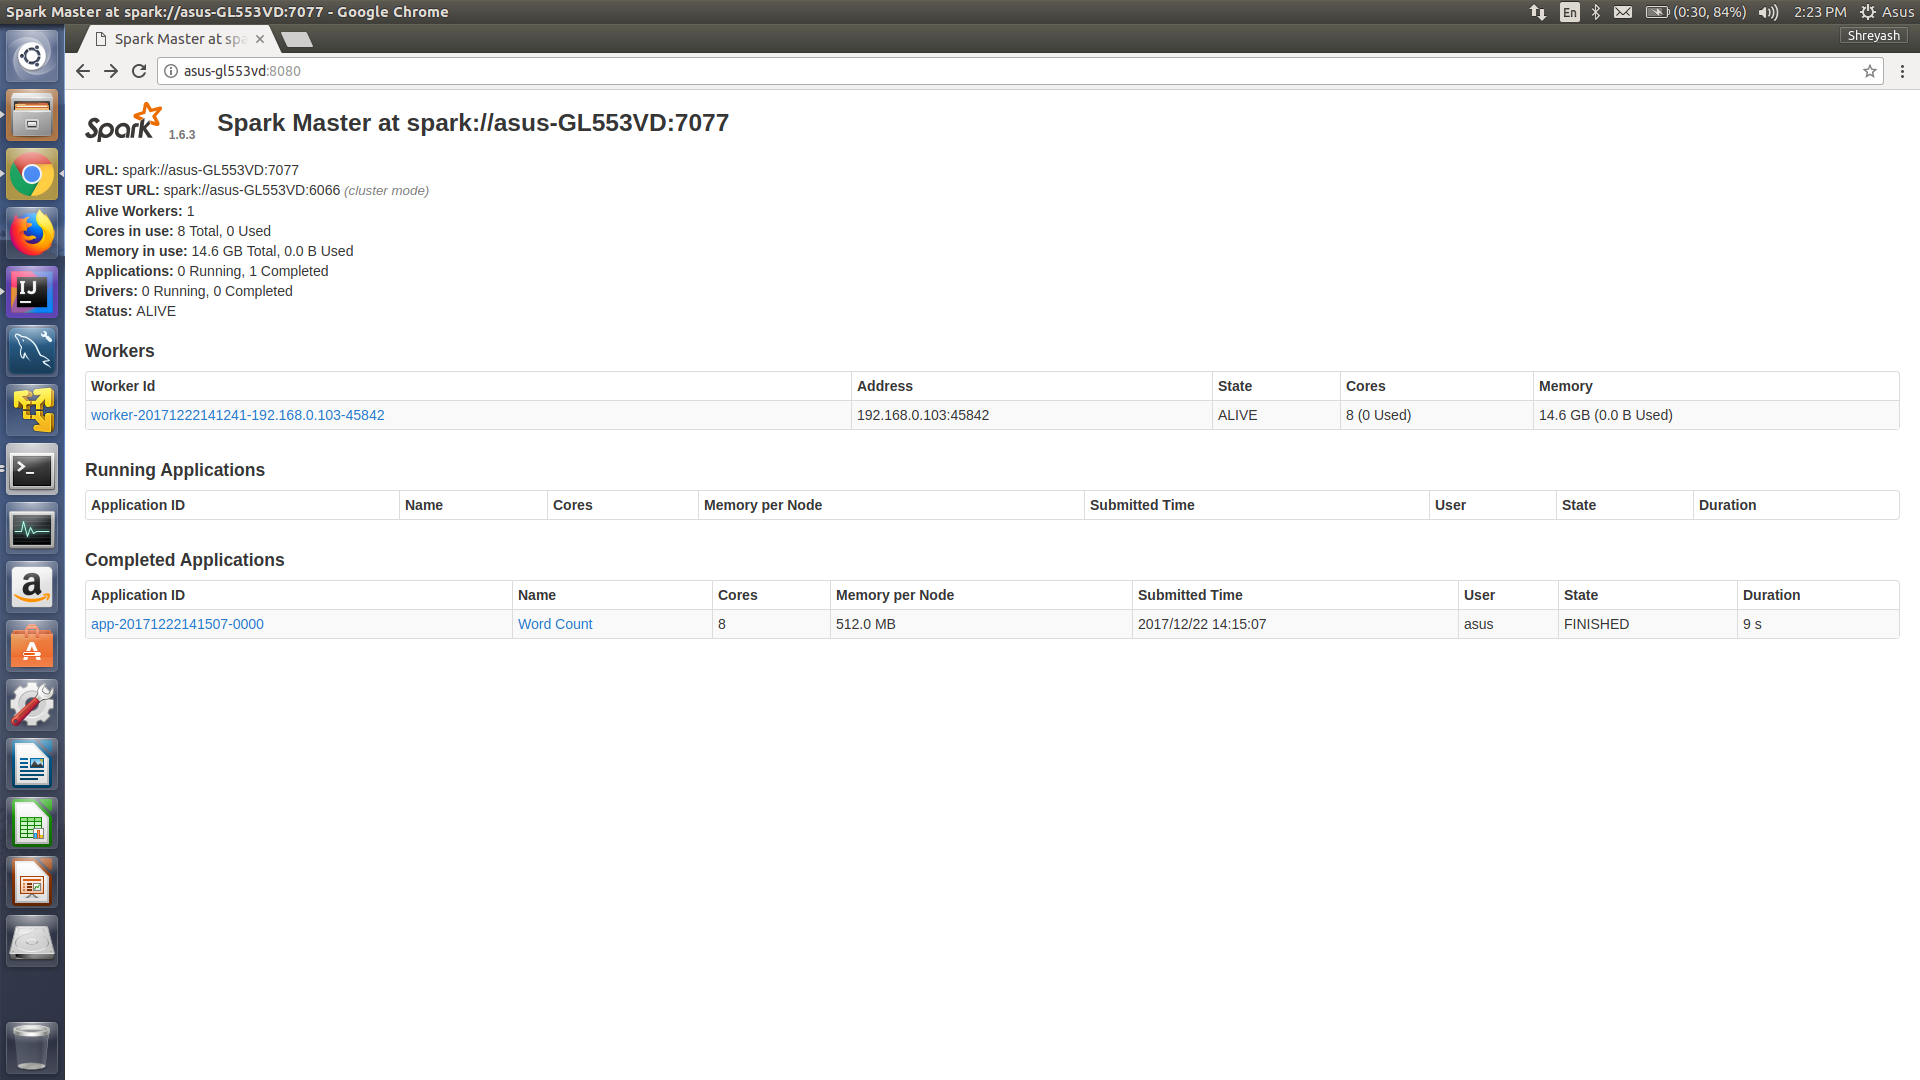 Spark Master at spark://asus-GL553VD:7077 - Google Chrome
En (0:30, 84%) 2:23 PM Asus
Spark Master at spa
Shreyash
asus-gl553vd:8080
Spark 1.6.3 Spark Master at spark://asus-GL553VD:7077
URL: spark://asus-GL553VD:7077
REST URL: spark://asus-GL553VD:6066 (cluster mode)
Alive Workers: 1
Cores in use: 8 Total, 0 Used
Memory in use: 14.6 GB Total, 0.0 B Used
Applications: 0 Running, 1 Completed
Drivers: 0 Running, 0 Completed
Status: ALIVE
Workers
Worker Id Address State Cores Memory
worker-20171222141241-192.168.0.103-45842 192.168.0.103:45842 ALIVE 8 (0 Used) 14.6 GB (0.0 B Used)
Running Applications
Application ID Name Cores Memory per Node Submitted Time User State Duration
Completed Applications
Application ID Name Cores Memory per Node Submitted Time User State Duration
app-20171222141507-0000 Word Count 8 512.0 MB 2017/12/22 14:15:07 asus FINISHED 9 s
IJ
>_
a
A